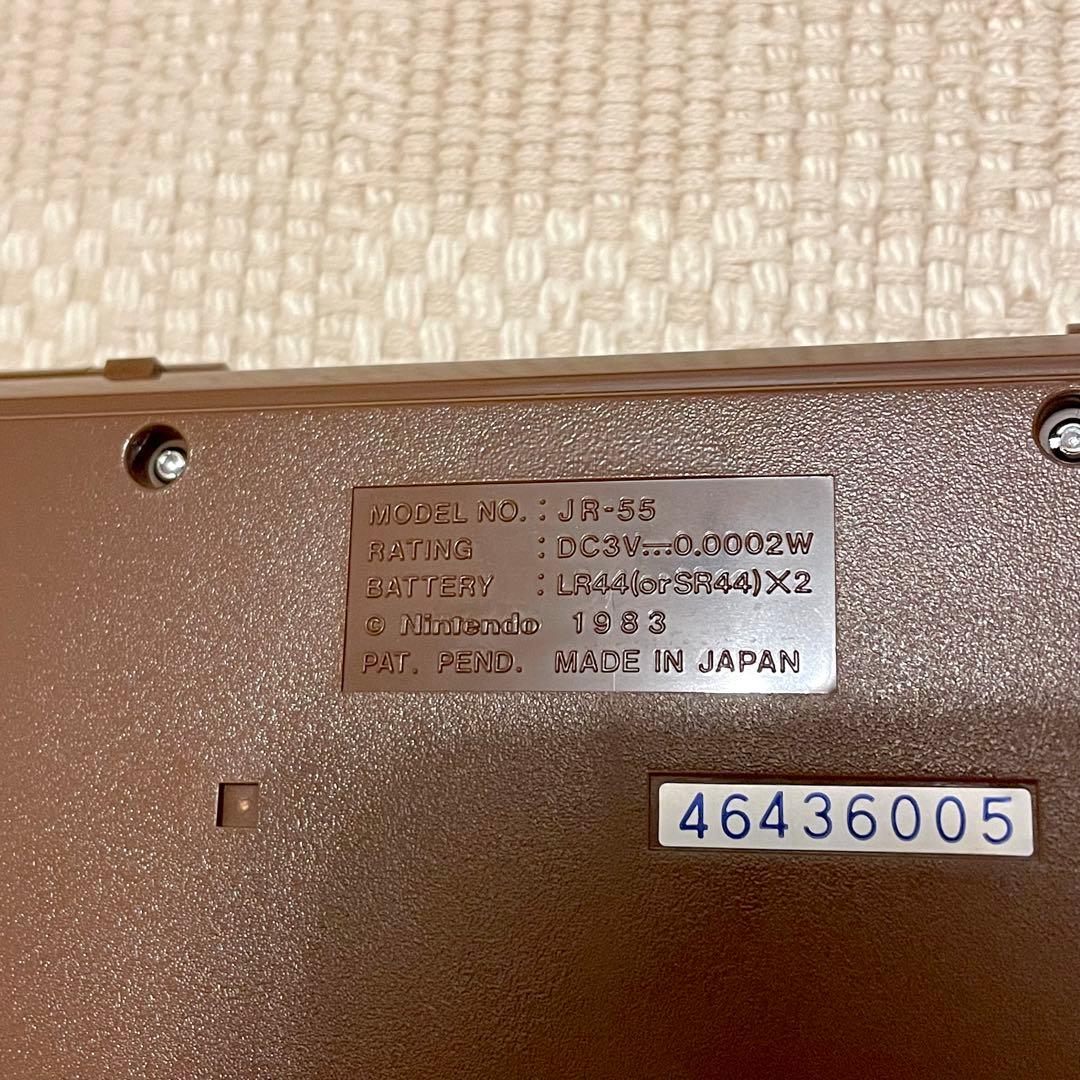 MODEL NO. : JR-55
RATING : DC3V⎓0.0002W
BATTERY : LR44(orSR44)X2
© Nintendo 1983
PAT. PEND. MADE IN JAPAN
46436005